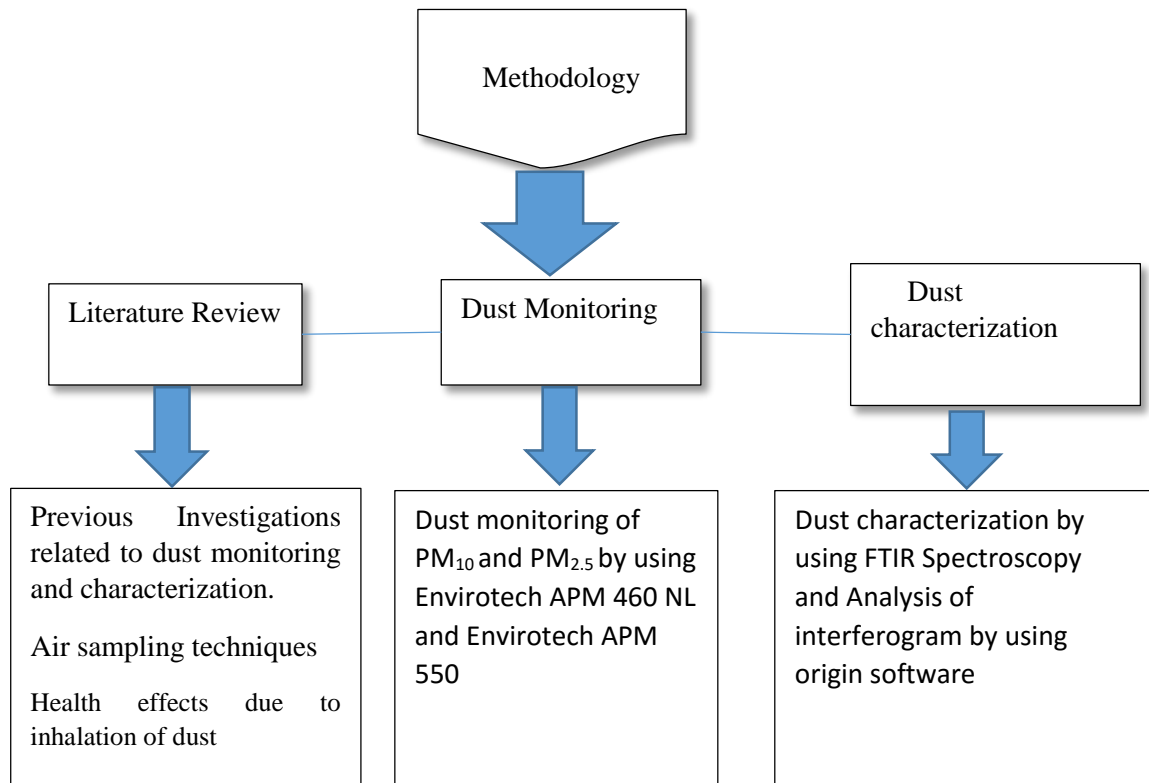 Methodology
Literature Review
Dust Monitoring
Dust
characterization
Previous Investigations
related to dust monitoring
and characterization.
Air sampling techniques
Health effects due to
inhalation of dust
Dust monitoring of
PM₁₀ and PM₂.₅ by using
Envirotech APM 460 NL
and Envirotech APM
550
Dust characterization by
using FTIR Spectroscopy
and Analysis of
interferogram by using
origin software